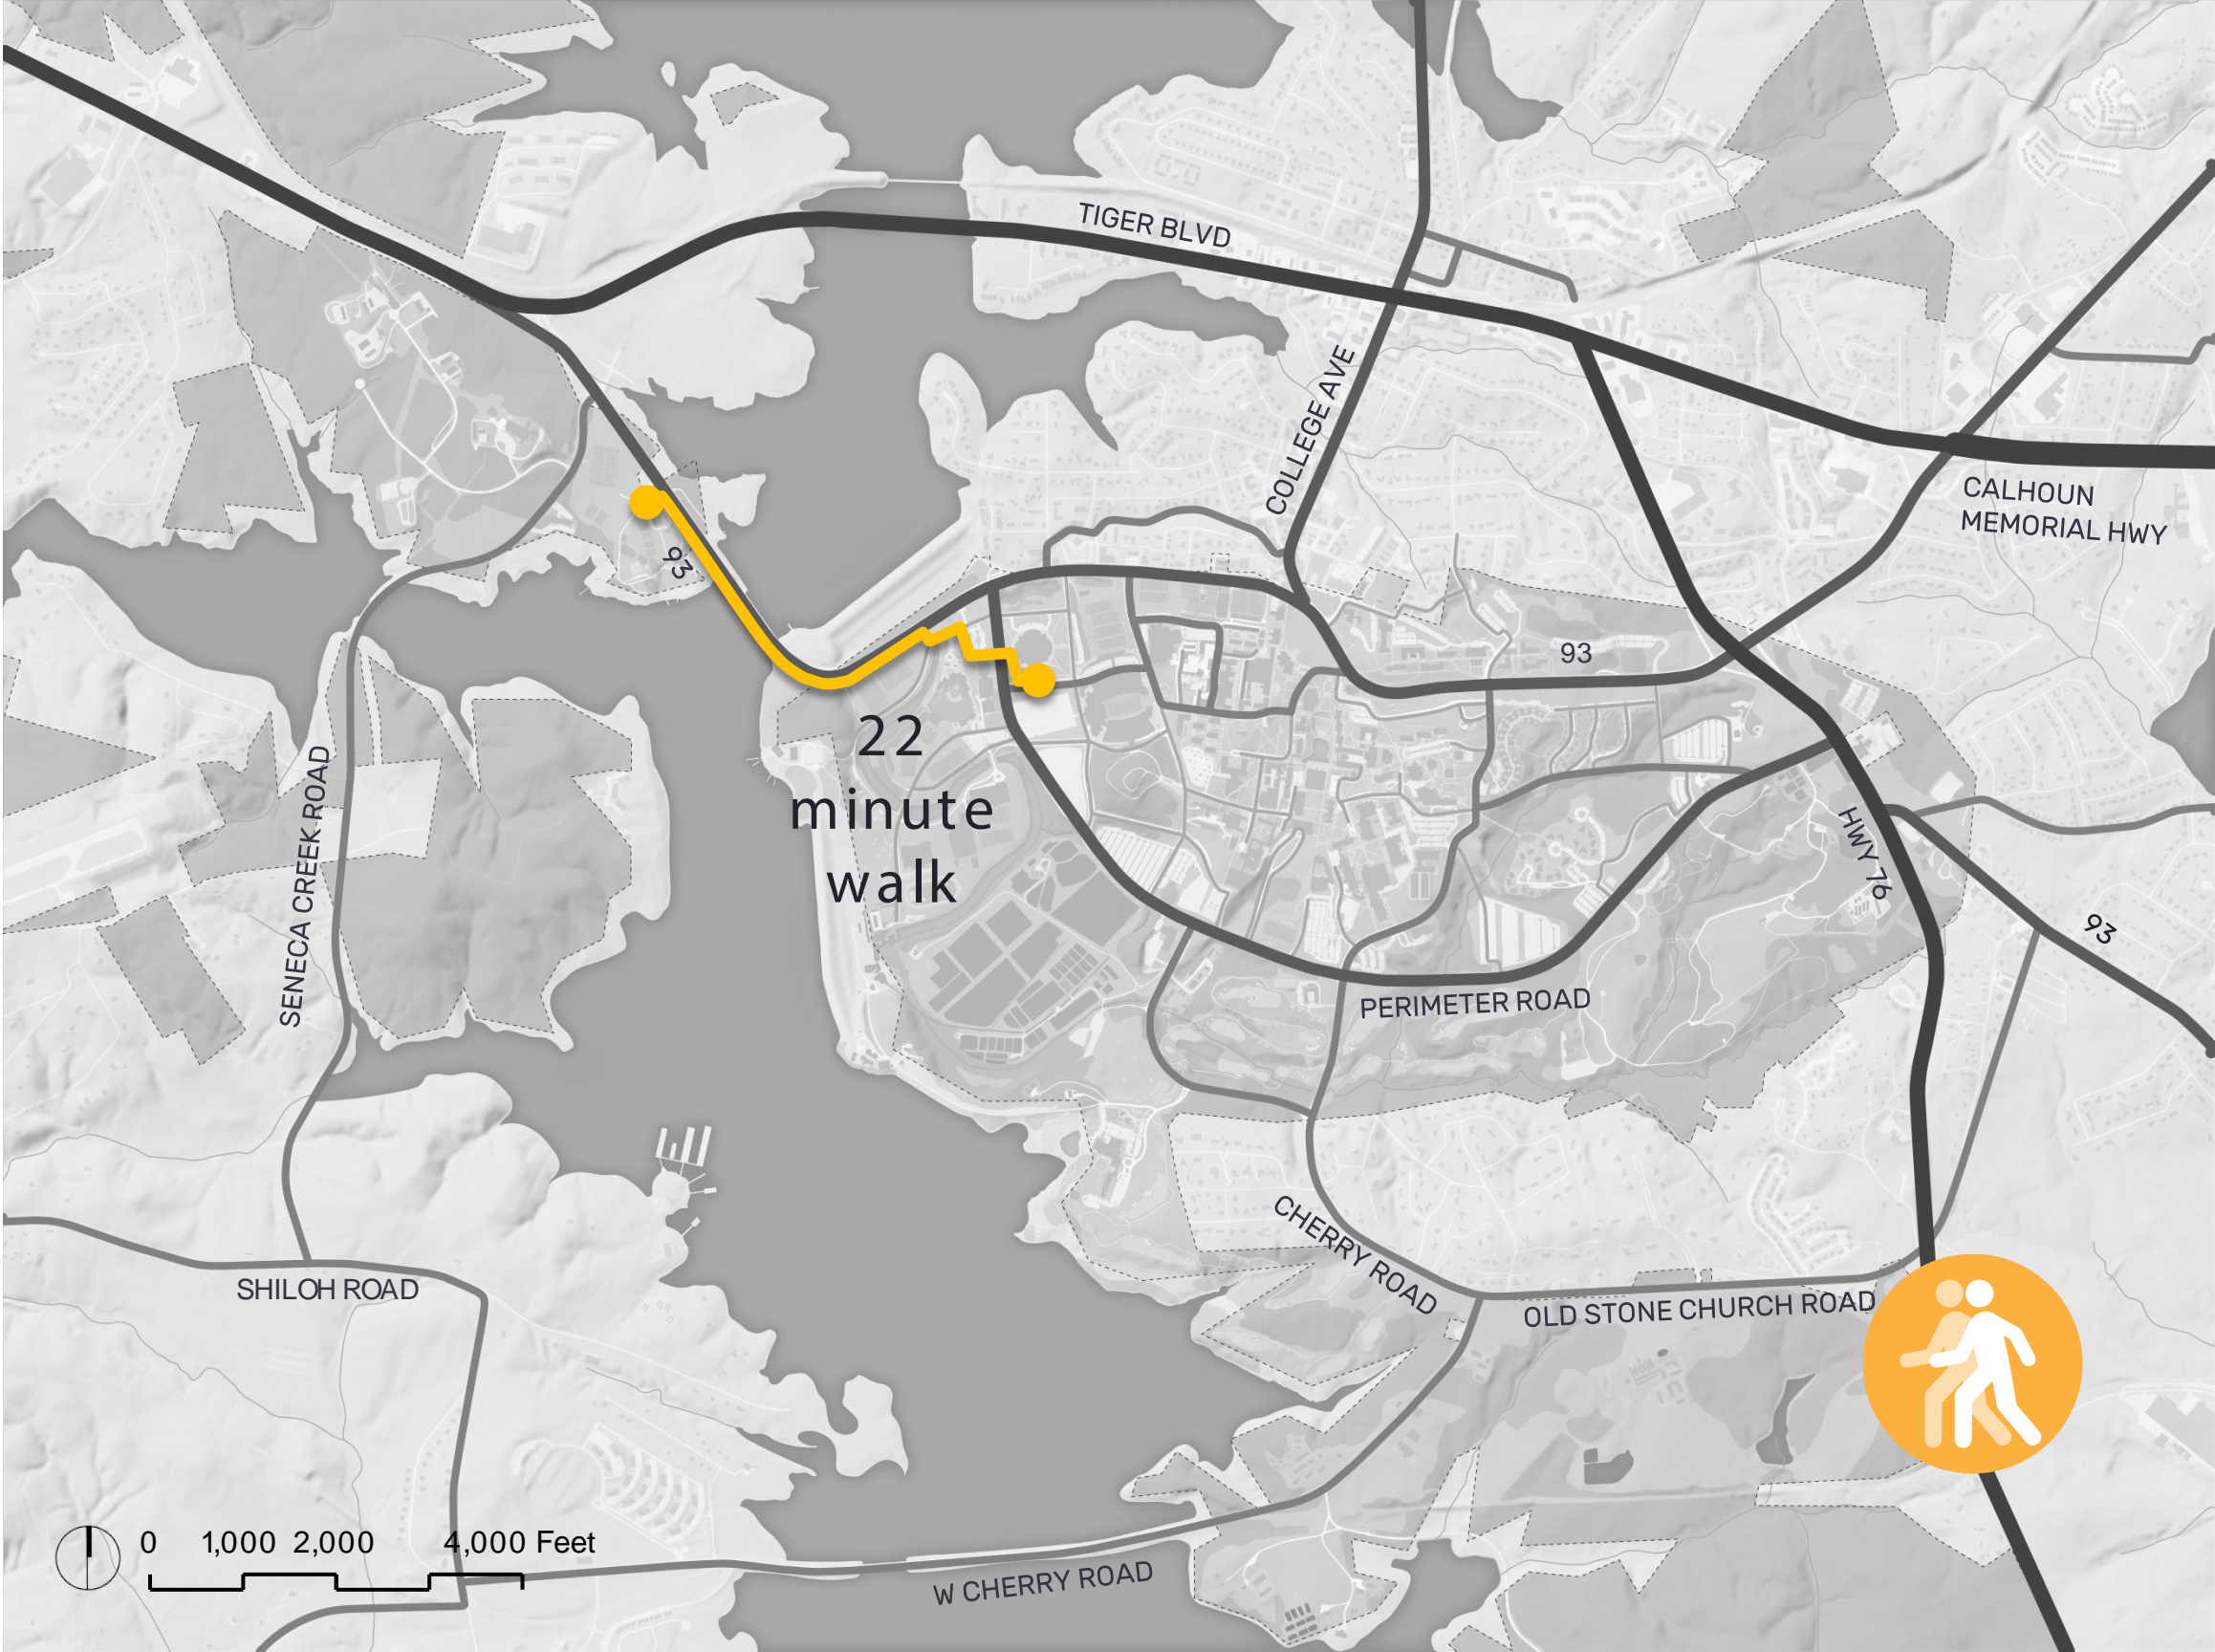 TIGER BLVD
COLLEGE AVE
CALHOUN
MEMORIAL HWY
93
93
22
minute
walk
SENECA CREEK ROAD
HWY 76
93
PERIMETER ROAD
CHERRY ROAD
SHILOH ROAD
OLD STONE CHURCH ROAD
0 1,000 2,000 4,000 Feet
W CHERRY ROAD